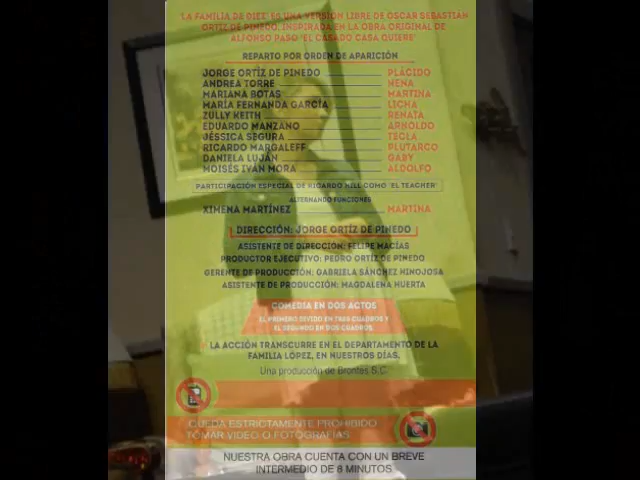 LA FAMILIA DE DIEZ' ES UNA VERSIÓN LIBRE DE OSCAR SEBASTIÁN
ORTÍZ DE PINEDO, INSPIRADA EN LA OBRA ORIGINAL DE
ALFONSO PASO 'EL CASADO CASA QUIERE'
REPARTO POR ORDEN DE APARICIÓN
JORGE ORTÍZ DE PINEDO PLÁCIDO
ANDREA TORRE NENA
MARIANA BOTAS MARTINA
MARÍA FERNANDA GARCÍA LICHA
ZULLY KEITH RENATA
EDUARDO MANZANO ARNOLDO
JÉSSICA SEGURA TECLA
RICARDO MARGALEFF PLUTARCO
DANIELA LUJÁN GABY
MOISÉS IVÁN MORA ALDOLFO
PARTICIPACIÓN ESPECIAL DE RICARDO HILL COMO 'EL TEACHER'
ALTERNANDO FUNCIONES
XIMENA MARTÍNEZ MARTINA
DIRECCIÓN: JORGE ORTÍZ DE PINEDO
ASISTENTE DE DIRECCIÓN: FELIPE MACÍAS
PRODUCTOR EJECUTIVO: PEDRO ORTIZ DE PINEDO
GERENTE DE PRODUCCIÓN: GABRIELA SÁNCHEZ HINOJOSA
ASISTENTE DE PRODUCCIÓN: MAGDALENA HUERTA
COMEDIA EN DOS ACTOS
EL PRIMERO DIVIDO EN TRES CUADROS Y
EL SEGUNDO EN DOS CUADROS
LA ACCIÓN TRANSCURRE EN EL DEPARTAMENTO DE LA
FAMILIA LÓPEZ, EN NUESTROS DÍAS.
Una producción de Brontes S.C.
QUEDA ESTRICTAMENTE PROHIBIDO
TOMAR VIDEO O FOTOGRAFÍAS
NUESTRA OBRA CUENTA CON UN BREVE
INTERMEDIO DE 8 MINUTOS